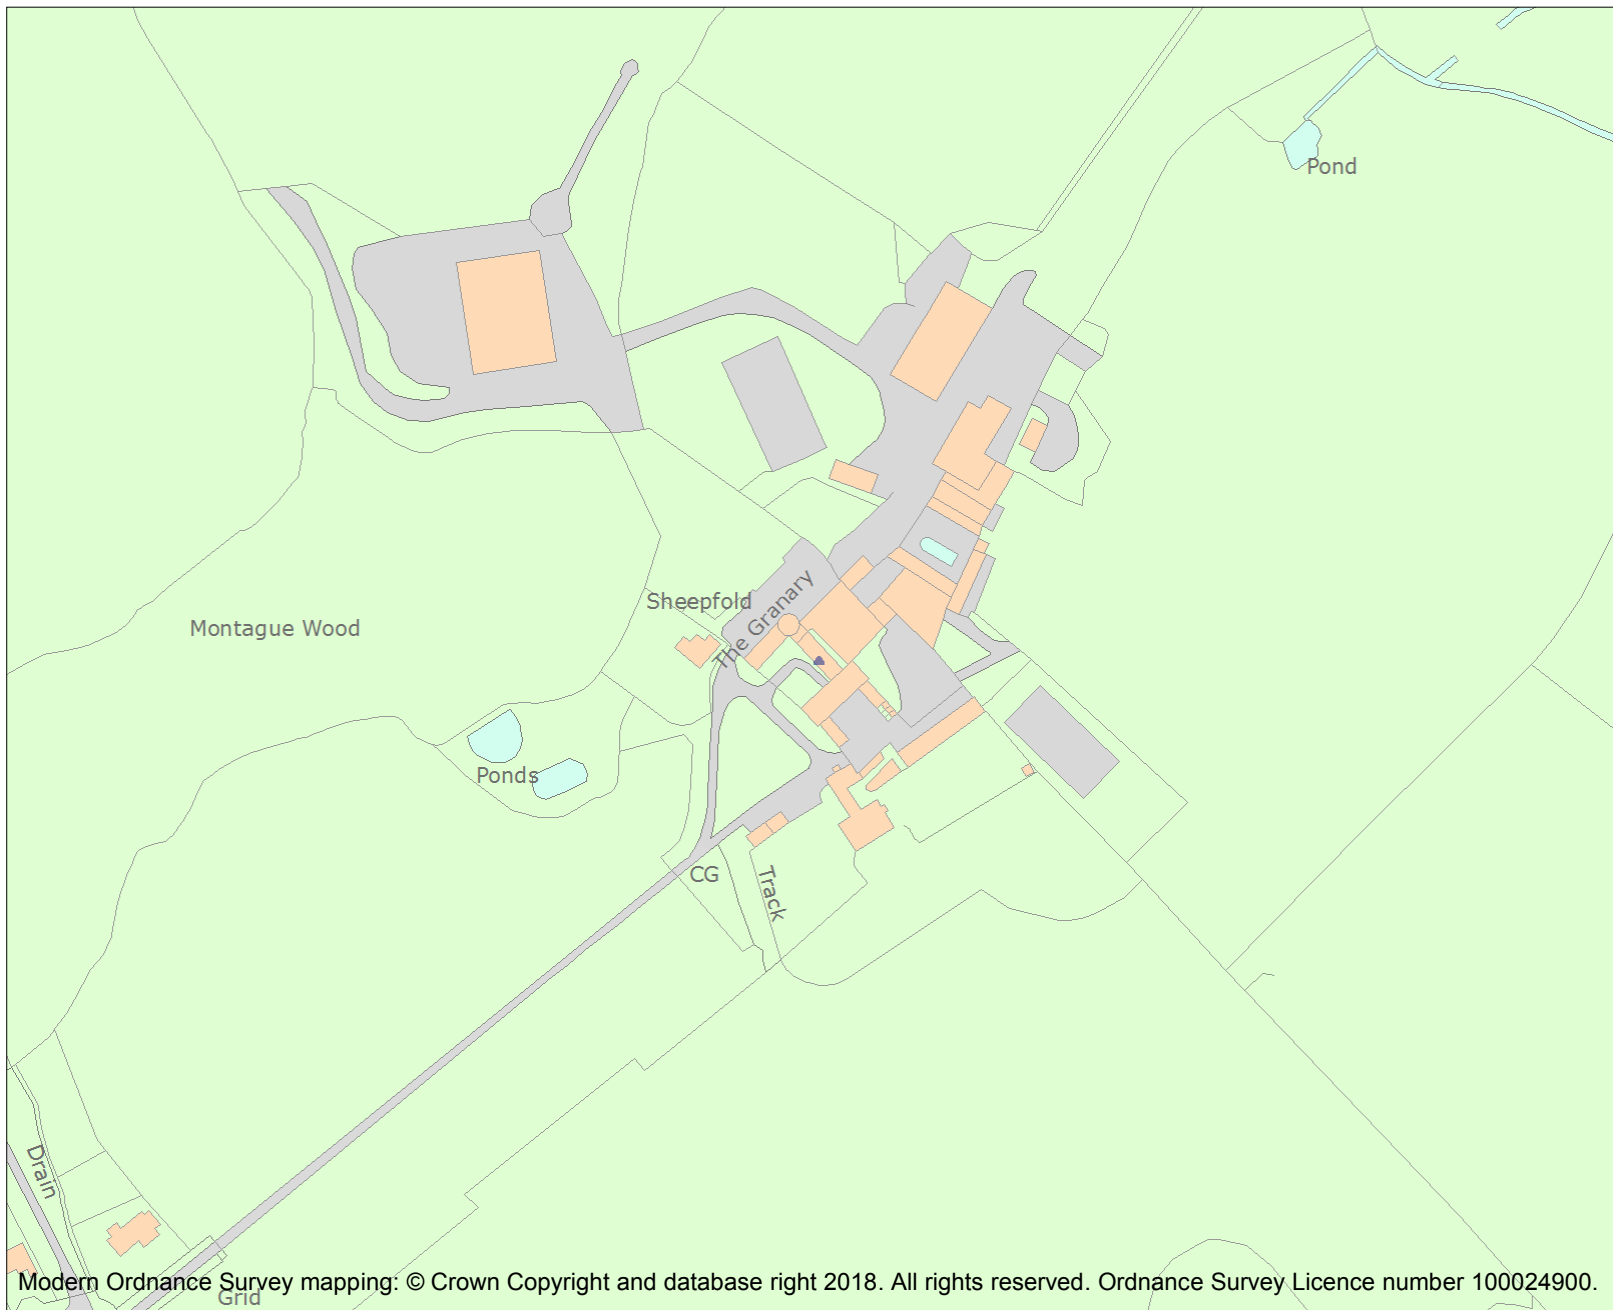 Pond
Sheepfold
The Granary
Montague Wood
Ponds
CG
Track
Drain
Modern Ordnance Survey mapping: © Crown Copyright and database right 2018. All rights reserved. Ordnance Survey Licence number 100024900.
Grid